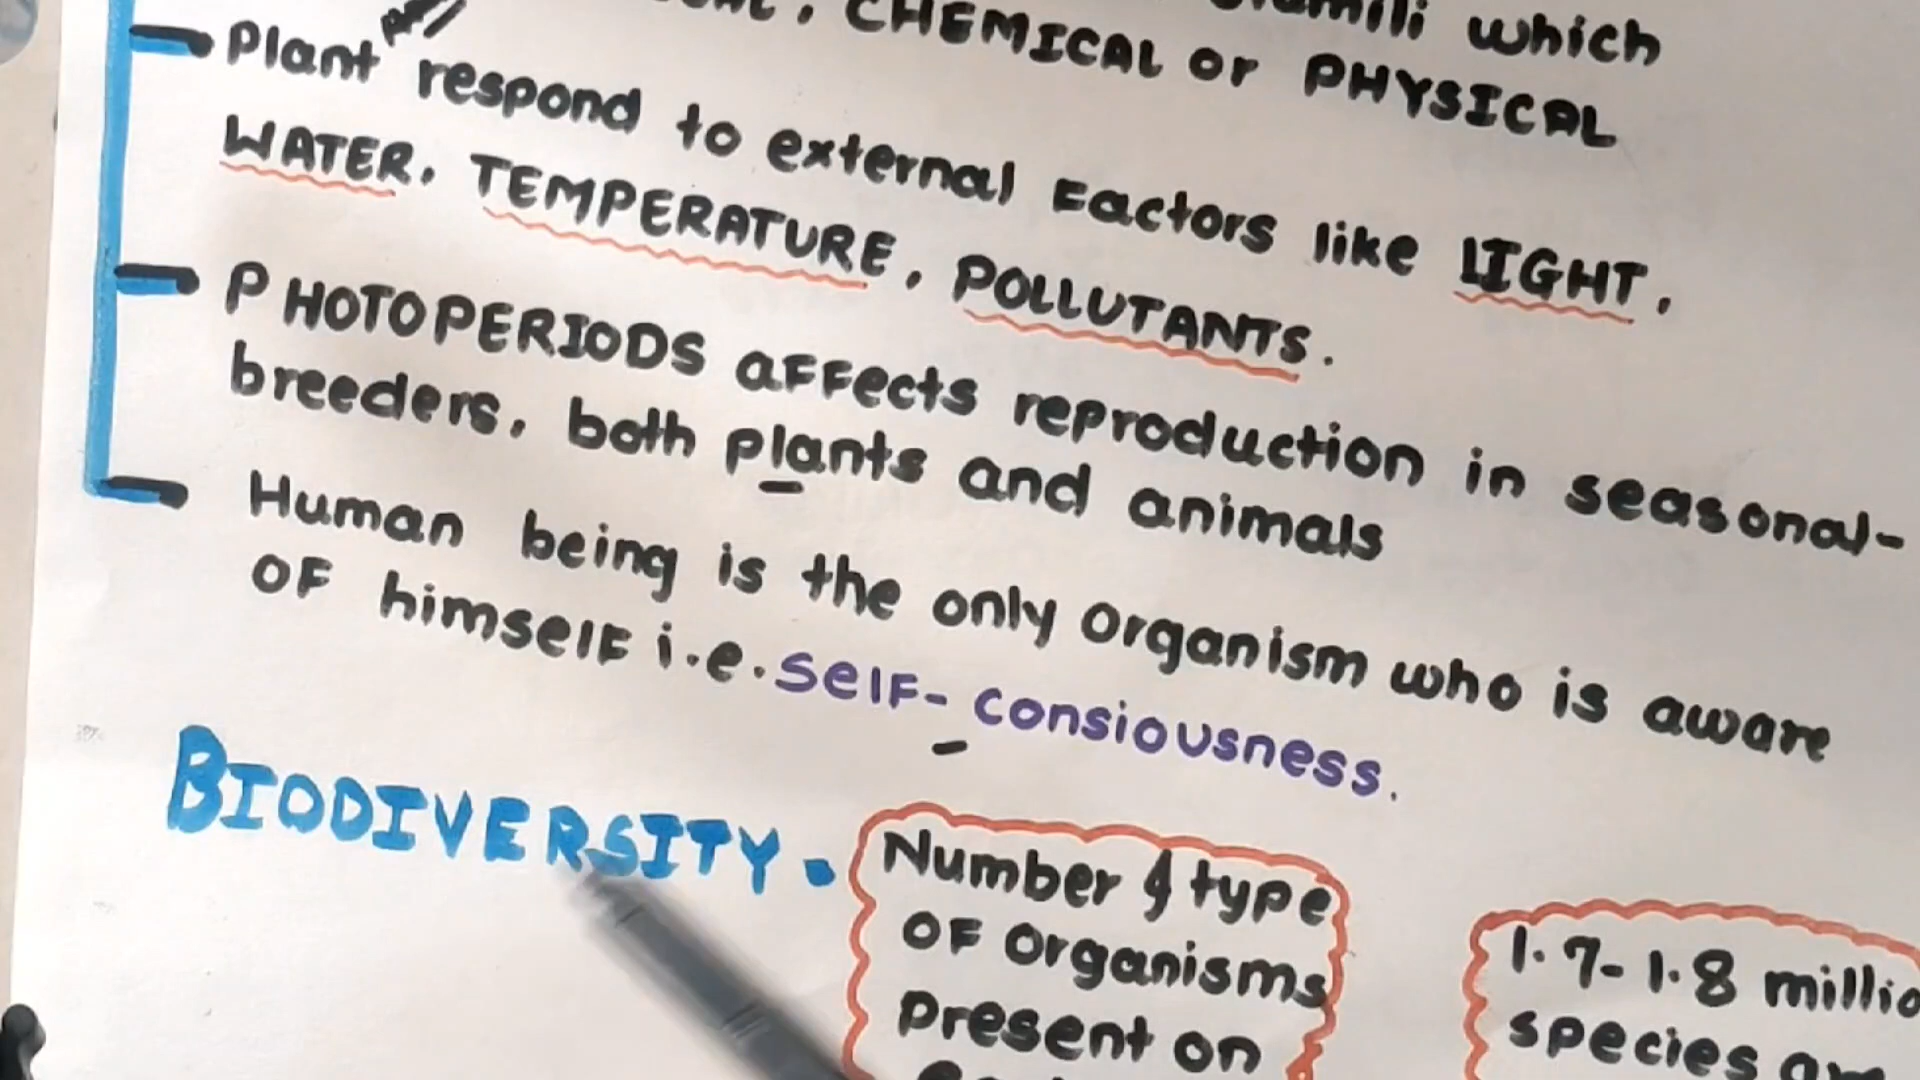 which
, CHEMICAL or PHYSICAL
Plant respond to external Factors like LIGHT,
WATER, TEMPERATURE, POLLUTANTS.
PHOTOPERIODS aFFects reproduction in seasonal-
breeders, both plants and animals
Human being is the only organism who is aware
OF himselF i.e. SelF-consiousness.
BIODIVERSITY.
Number & type
OF organisms
present on
1.7-1.8 millio
species